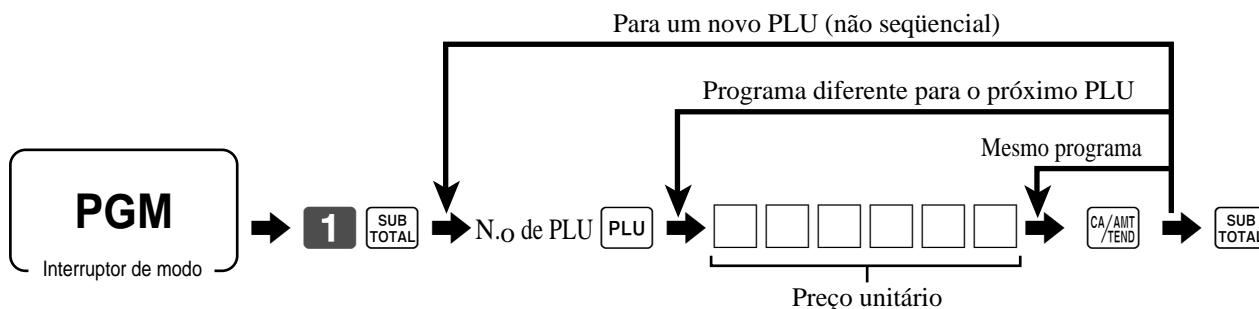 Para um novo PLU (não seqüencial)
Programa diferente para o próximo PLU
Mesmo programa
PGM
Interruptor de modo
1 SUB TOTAL N.o de PLU PLU CA/AMT /TEND SUB TOTAL
Preço unitário